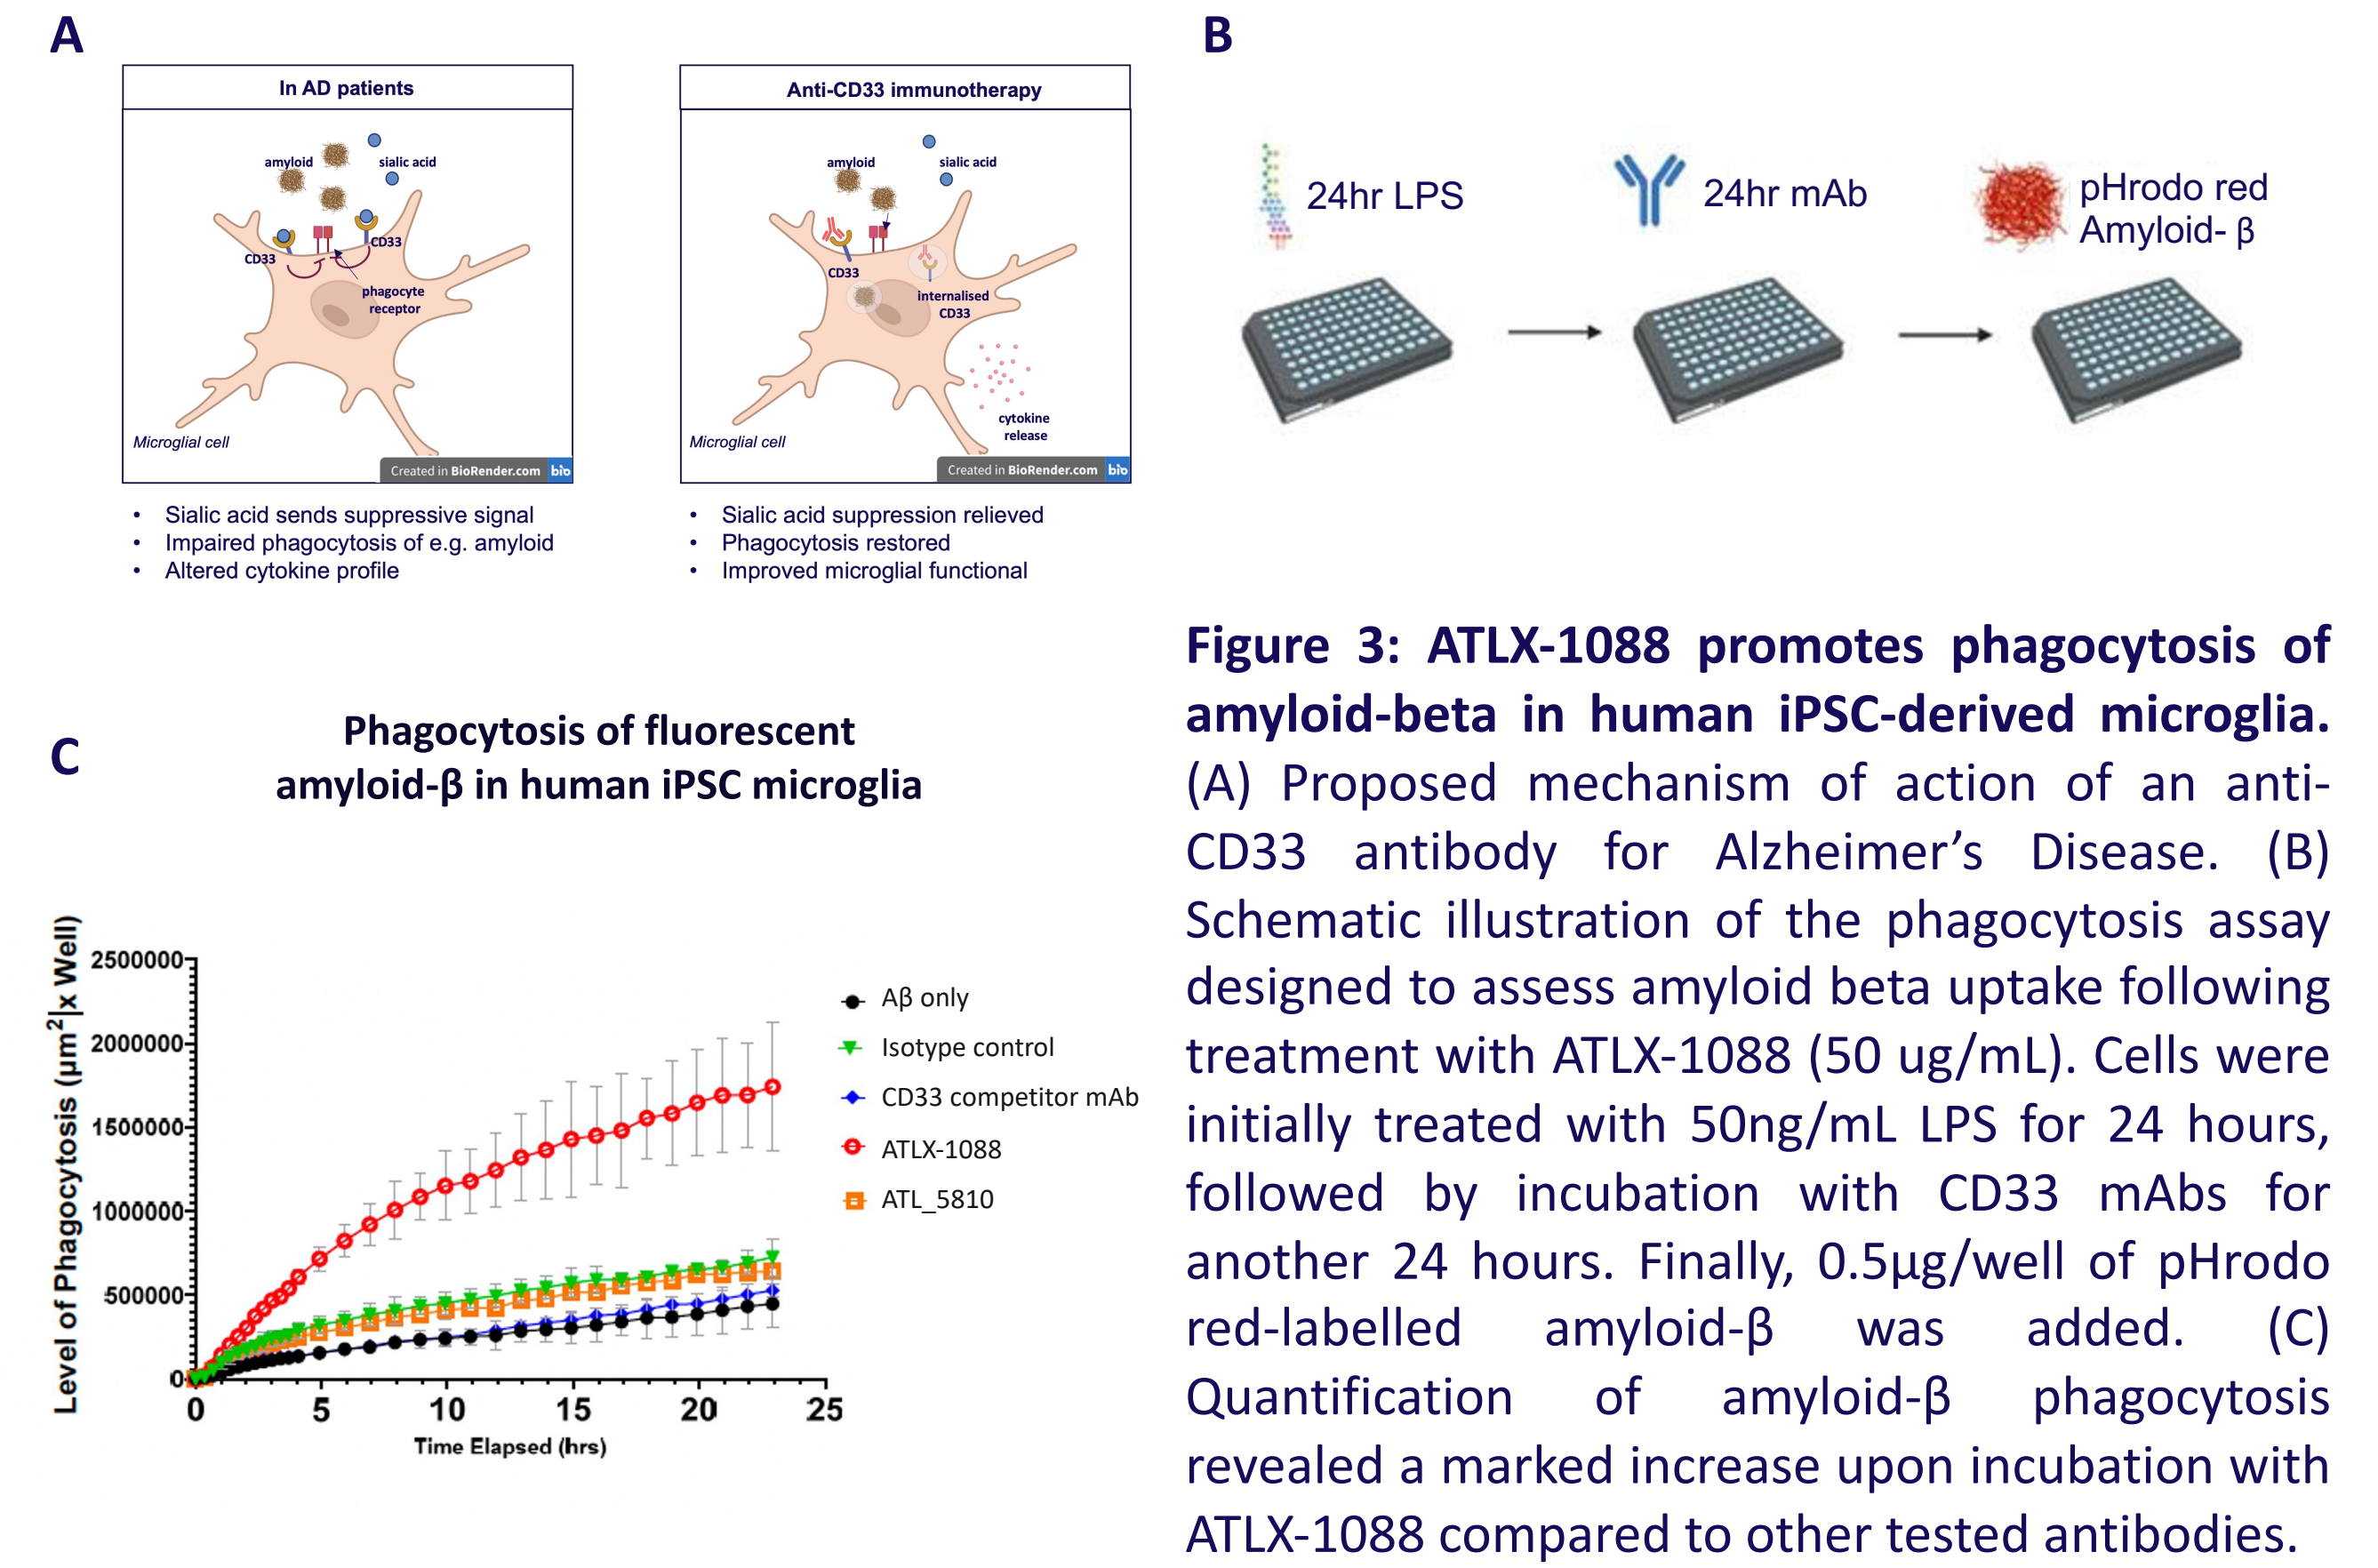 A
In AD patients
amyloid
sialic acid
CD33
CD33
phagocyte
receptor
Microglial cell
Created in BioRender.com bio
• Sialic acid sends suppressive signal
• Impaired phagocytosis of e.g. amyloid
• Altered cytokine profile
Anti-CD33 immunotherapy
amyloid
sialic acid
CD33
internalised
CD33
cytokine
release
Microglial cell
Created in BioRender.com bio
• Sialic acid suppression relieved
• Phagocytosis restored
• Improved microglial functional
B
24hr LPS
24hr mAb
pHrodo red
Amyloid- β
C
Phagocytosis of fluorescent
amyloid-β in human iPSC microglia
Level of Phagocytosis (μm²|x Well)
2500000
2000000
1500000
1000000
500000
0
0 5 10 15 20 25
Time Elapsed (hrs)
Aβ only
Isotype control
CD33 competitor mAb
ATLX-1088
ATL_5810
Figure 3: ATLX-1088 promotes phagocytosis of
amyloid-beta in human iPSC-derived microglia.
(A) Proposed mechanism of action of an anti-
CD33 antibody for Alzheimer’s Disease. (B)
Schematic illustration of the phagocytosis assay
designed to assess amyloid beta uptake following
treatment with ATLX-1088 (50 ug/mL). Cells were
initially treated with 50ng/mL LPS for 24 hours,
followed by incubation with CD33 mAbs for
another 24 hours. Finally, 0.5μg/well of pHrodo
red-labelled amyloid-β was added. (C)
Quantification of amyloid-β phagocytosis
revealed a marked increase upon incubation with
ATLX-1088 compared to other tested antibodies.